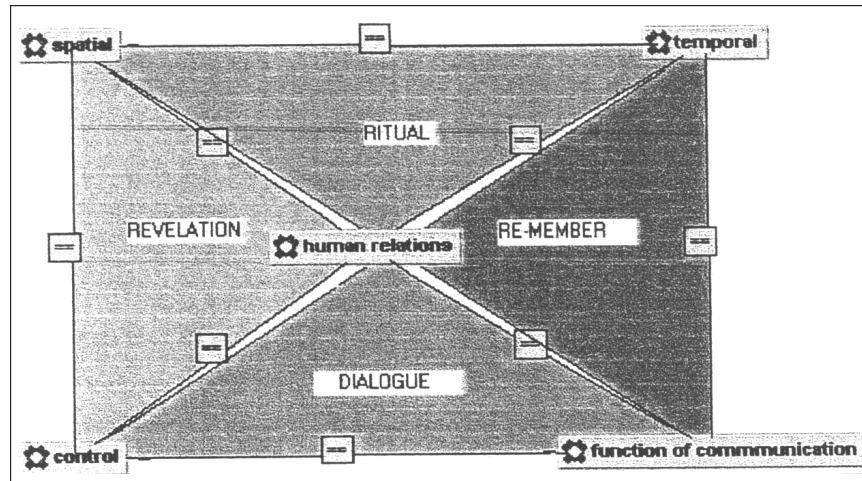 spatial
==
temporal
==
RITUAL
==
REVELATION
==
human relations
RE-MEMBER
==
==
==
DIALOGUE
control
==
function of commmunication